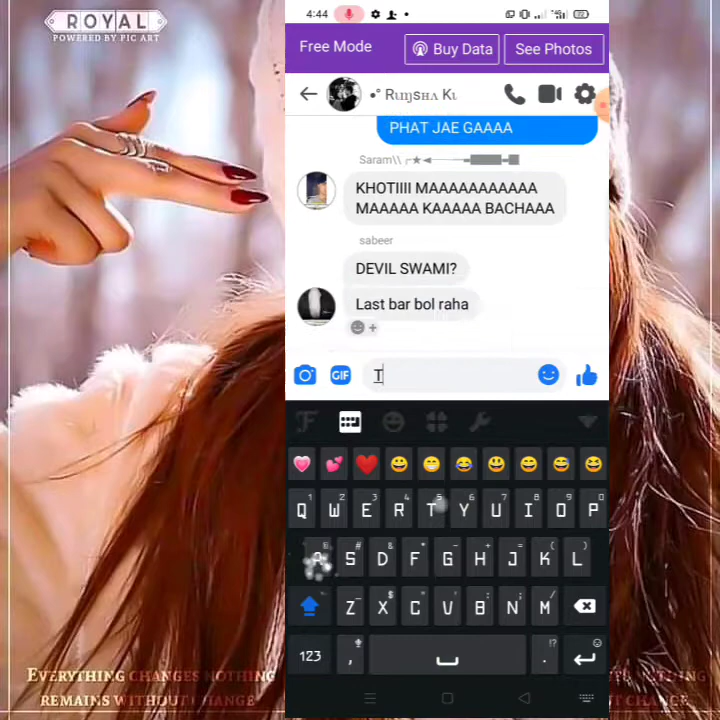 ROYAL
POWERED BY PIC ART
4:44
Free Mode
Buy Data
See Photos
PHAT JAE GAAAA
Saram\\
KHOTIIII MAAAAAAAAAAA
MAAAAA KAAAAA BACHAAA
sabeer
DEVIL SWAMI?
Last bar bol raha
GIF
T
Q W E R T Y U I O P
A S D F G H J K L
Z X C V B N M
123 , .
EVERYTHING CHANGES NOTHING
REMAINS WITHOUT CHANGE